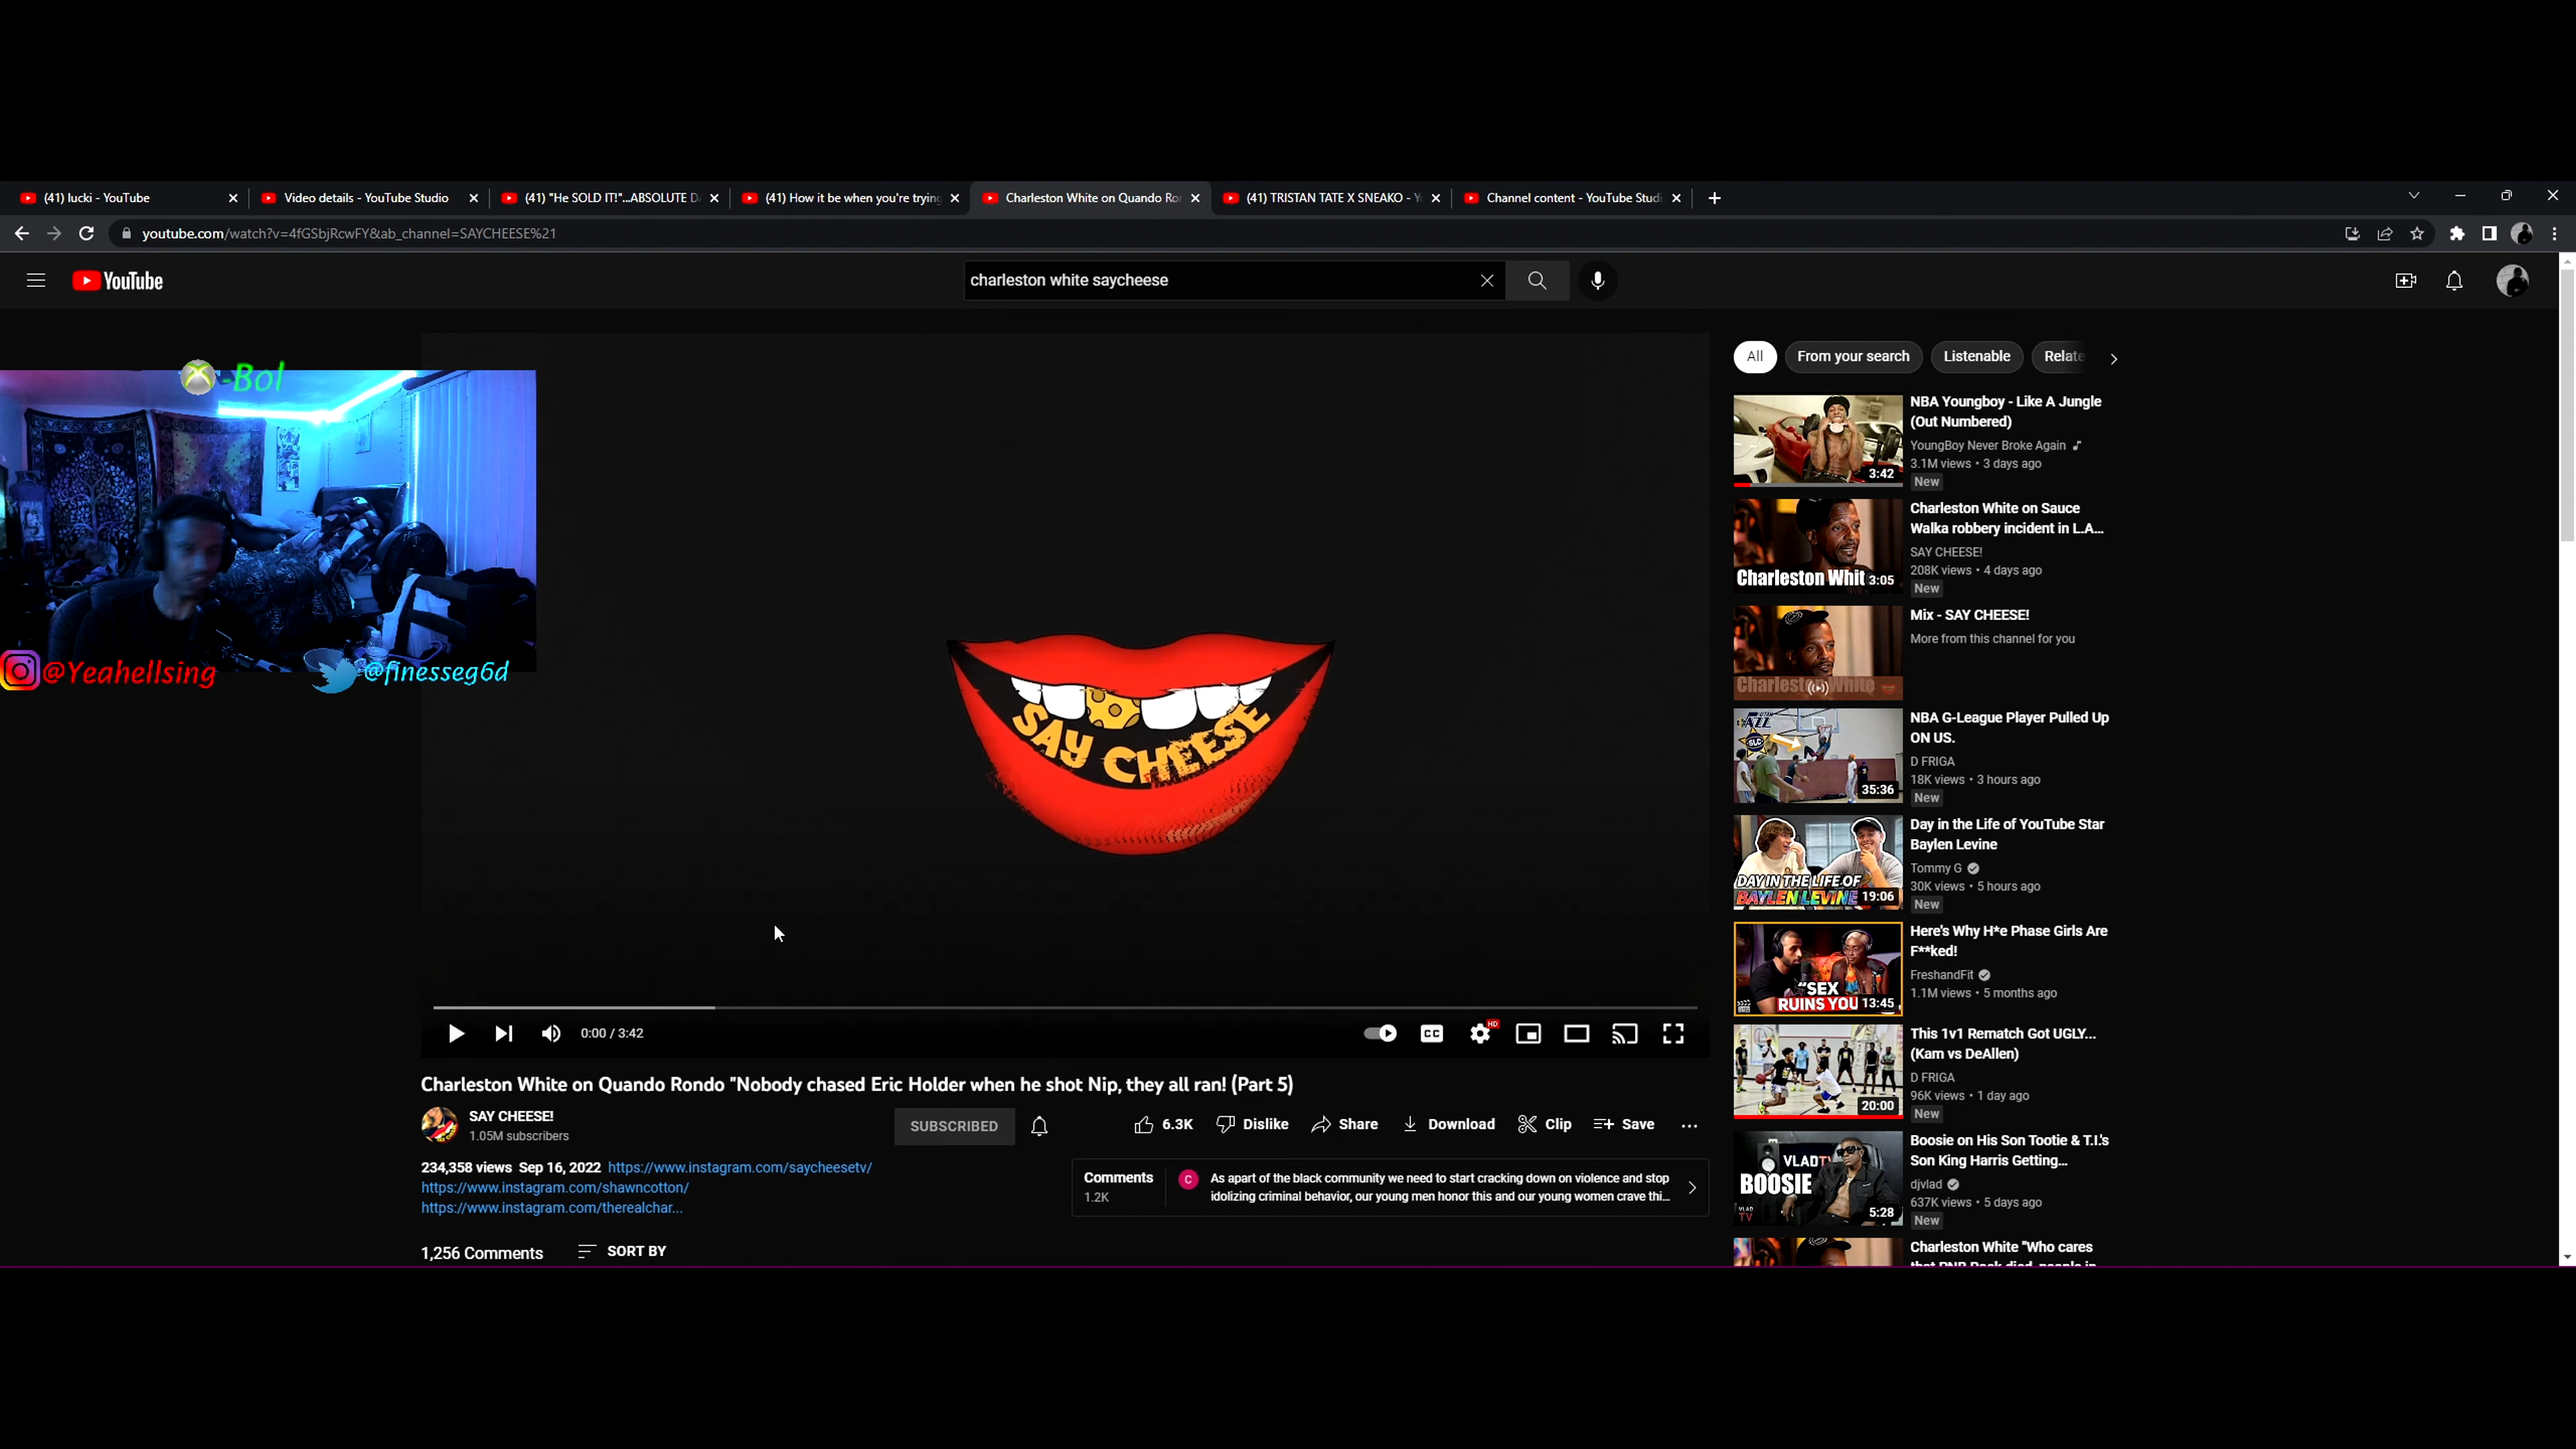 (41) lucki - YouTube
Video details - YouTube Studio
(41) "He SOLD IT!"...ABSOLUTE D
(41) How it be when you're trying
Charleston White on Quando Ro
(41) TRISTAN TATE X SNEAKO - Y
Channel content - YouTube Studi
youtube.com/watch?v=4fGSbjRcwFY&ab_channel=SAYCHEESE%21
YouTube
charleston white saycheese
-Bol
@Yeahellsing
@finesseg6d
SAY CHEESE
0:00 / 3:42
CC
HD
Charleston White on Quando Rondo "Nobody chased Eric Holder when he shot Nip, they all ran! (Part 5)
SAY CHEESE!
1.05M subscribers
SUBSCRIBED
6.3K
Dislike
Share
Download
Clip
Save
234,358 views Sep 16, 2022 https://www.instagram.com/saycheesetv/
https://www.instagram.com/shawncotton/
https://www.instagram.com/therealchar...
Comments
1.2K
C
As apart of the black community we need to start cracking down on violence and stop
idolizing criminal behavior, our young men honor this and our young women crave thi...
1,256 Comments
SORT BY
All
From your search
Listenable
Relate
3:42
NBA Youngboy - Like A Jungle
(Out Numbered)
YoungBoy Never Broke Again
3.1M views • 3 days ago
New
Charleston Whit
3:05
Charleston White on Sauce
Walka robbery incident in L.A...
SAY CHEESE!
208K views • 4 days ago
New
Charleston White
Mix - SAY CHEESE!
More from this channel for you
SLC
35:36
NBA G-League Player Pulled Up
ON US.
D FRIGA
18K views • 3 hours ago
New
DAY IN THE LIFE OF
BAYLEN LEVINE
19:06
Day in the Life of YouTube Star
Baylen Levine
Tommy G
30K views • 5 hours ago
New
"SEX
RUINS YOU
13:45
Here's Why H*e Phase Girls Are
F**ked!
FreshandFit
1.1M views • 5 months ago
20:00
This 1v1 Rematch Got UGLY...
(Kam vs DeAllen)
D FRIGA
96K views • 1 day ago
New
VLADTV
BOOSIE
VLAD
TV
5:28
Boosie on His Son Tootie & T.I.'s
Son King Harris Getting...
djvlad
637K views • 5 days ago
New
Charleston White "Who cares
that PNB Rock died, people in